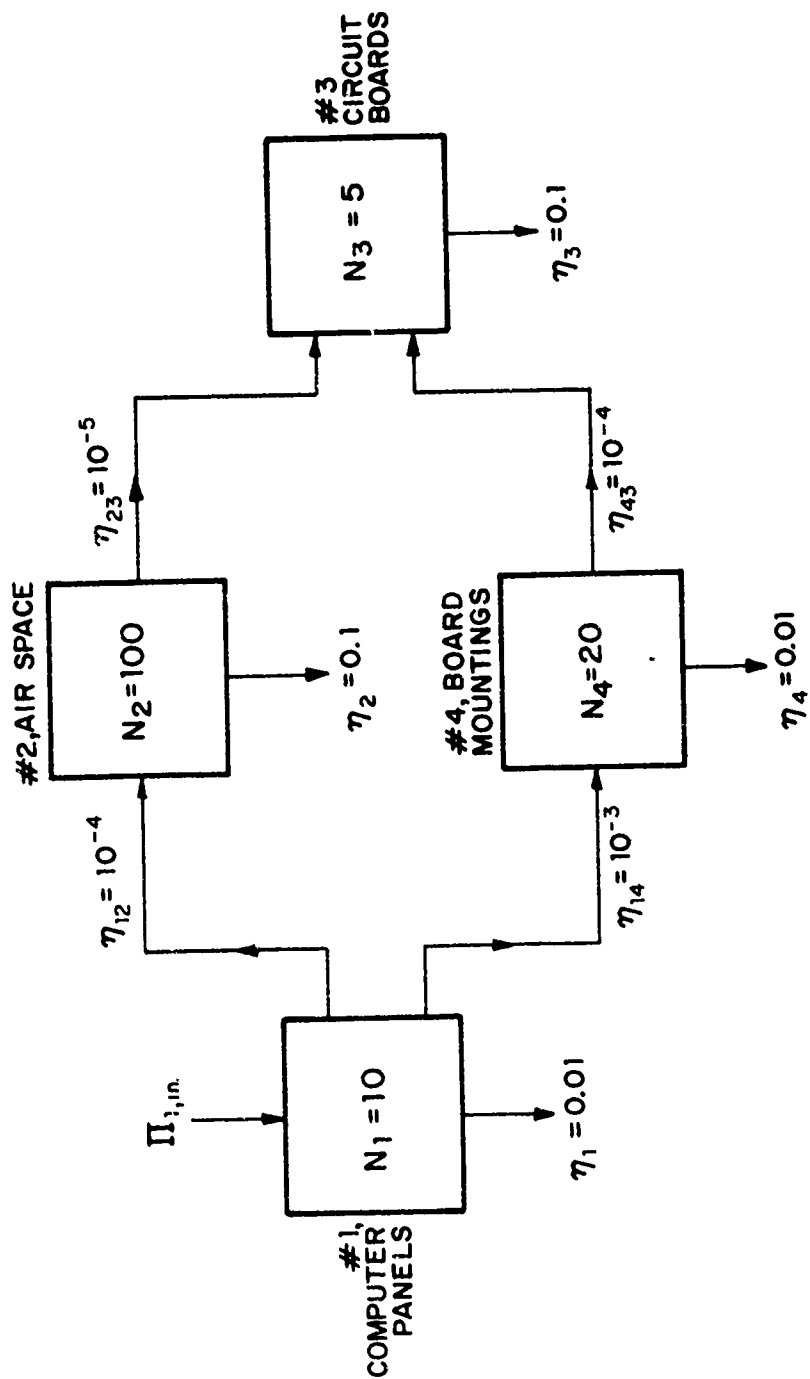 #1,
COMPUTER
PANELS
Π1,in.
N1 = 10
η1 = 0.01
η12 = 10⁻⁴
η14 = 10⁻³
#2, AIR SPACE
N2 = 100
η2 = 0.1
#4, BOARD
MOUNTINGS
N4 = 20
η4 = 0.01
η23 = 10⁻⁵
η43 = 10⁻⁴
#3
CIRCUIT
BOARDS
N3 = 5
η3 = 0.1